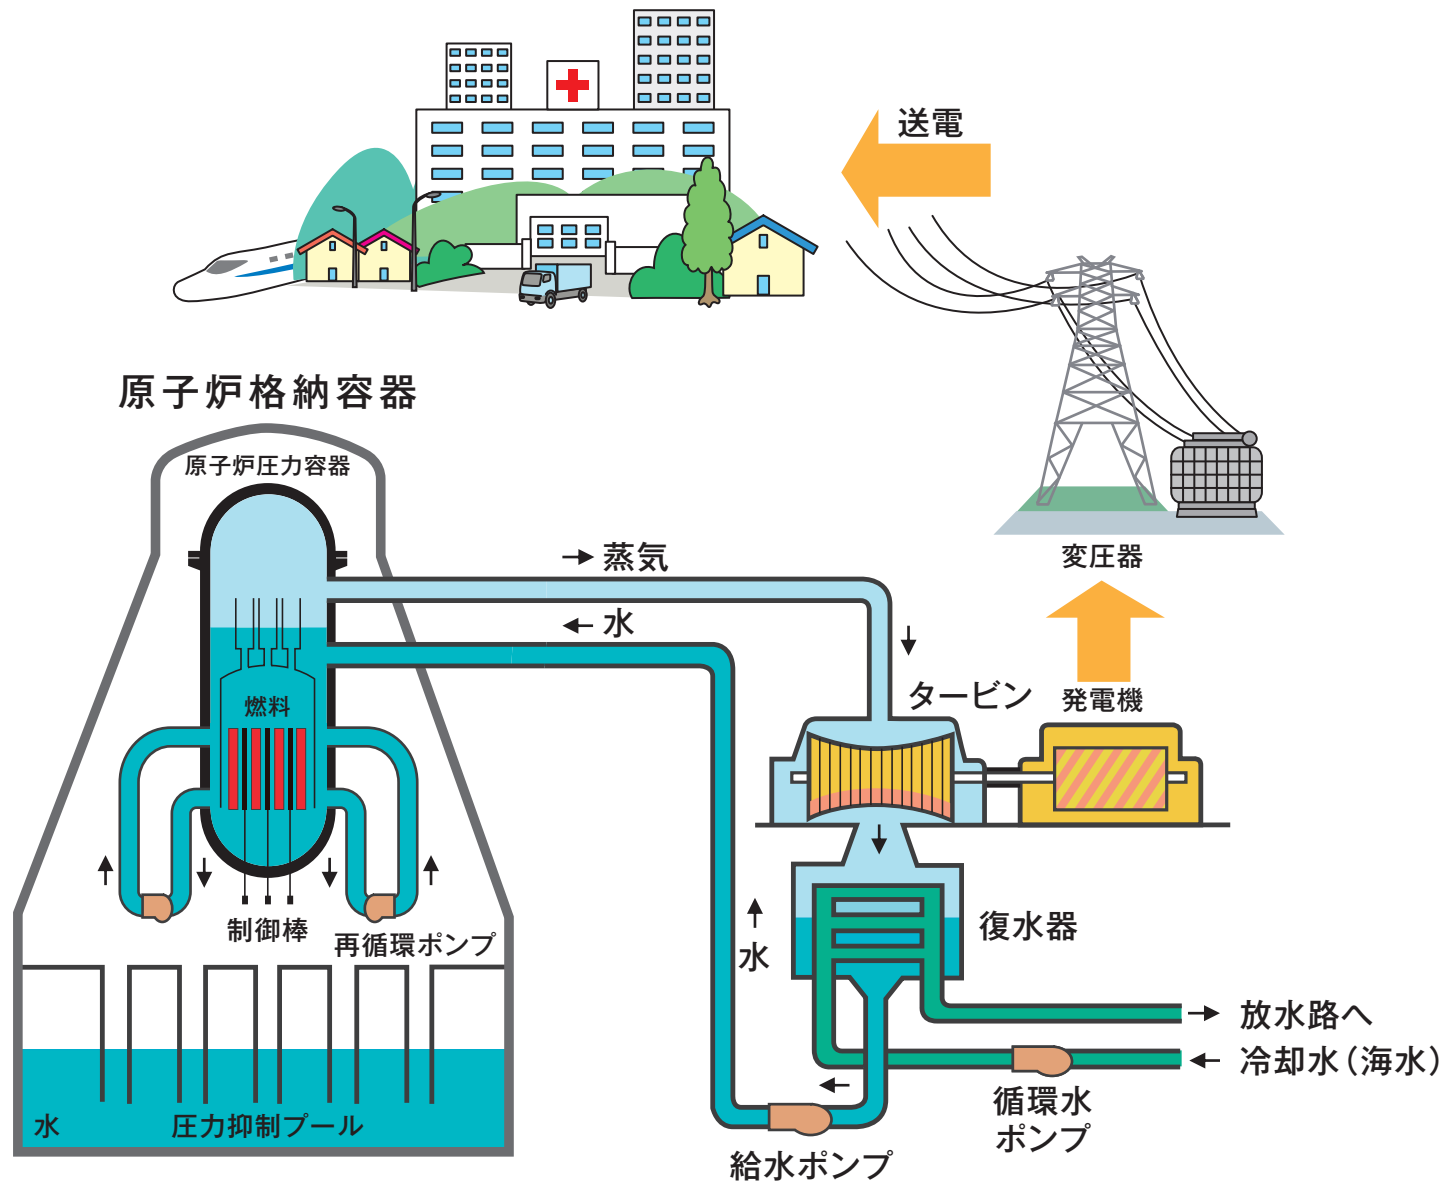 送電
原子炉格納容器
原子炉圧力容器
蒸気
変圧器
水
タービン
発電機
燃料
制御棒
再循環ポンプ
復水器
水
放水路へ
冷却水（海水）
循環水
ポンプ
水
圧力抑制プール
給水ポンプ